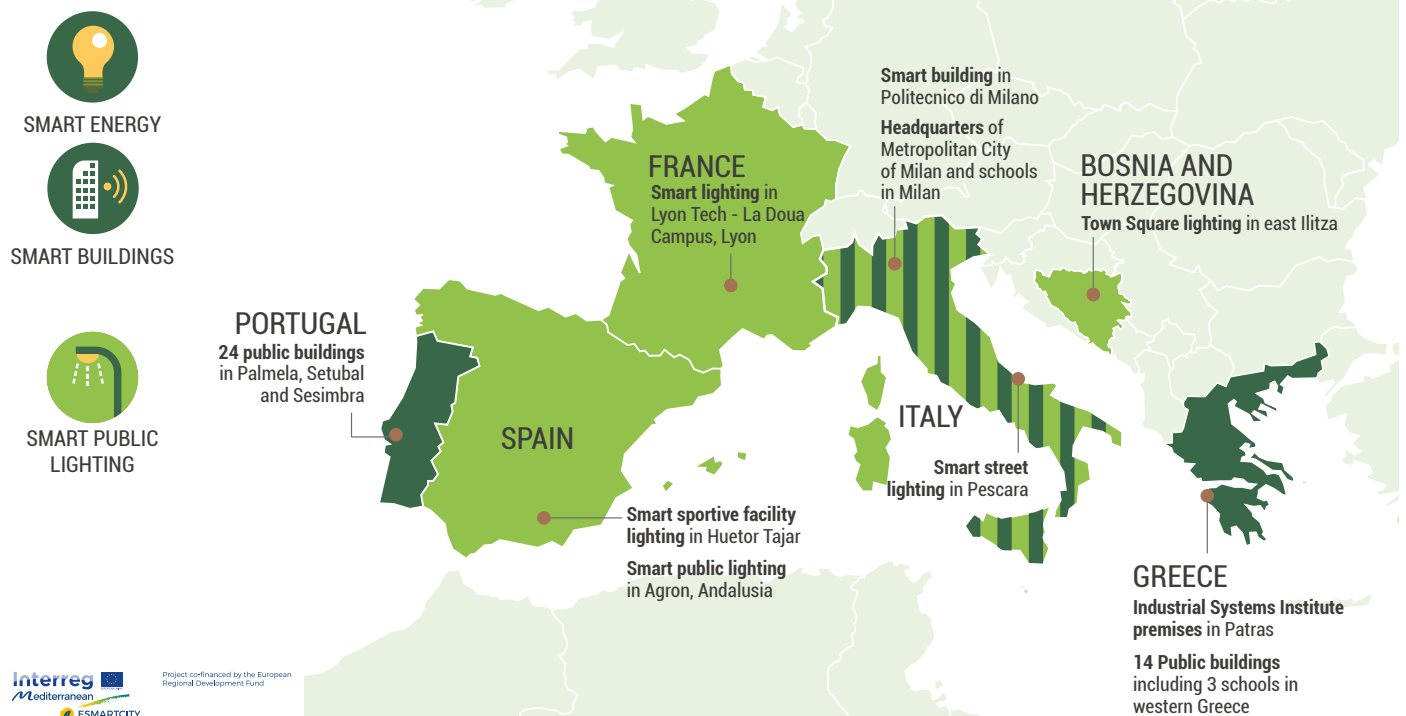 SMART ENERGY
SMART BUILDINGS
SMART PUBLIC
LIGHTING
PORTUGAL
24 public buildings
in Palmela, Setubal
and Sesimbra
SPAIN
Smart sportive facility
lighting in Huetor Tajar
Smart public lighting
in Agron, Andalusia
FRANCE
Smart lighting in
Lyon Tech - La Doua
Campus, Lyon
Smart building in
Politecnico di Milano
Headquarters of
Metropolitan City
of Milan and schools
in Milan
ITALY
Smart street
lighting in Pescara
BOSNIA AND
HERZEGOVINA
Town Square lighting in east Ilitza
GREECE
Industrial Systems Institute
premises in Patras
14 Public buildings
including 3 schools in
western Greece
Interreg
Mediterranean
ESMARTCITY
Project co-financed by the European
Regional Development Fund